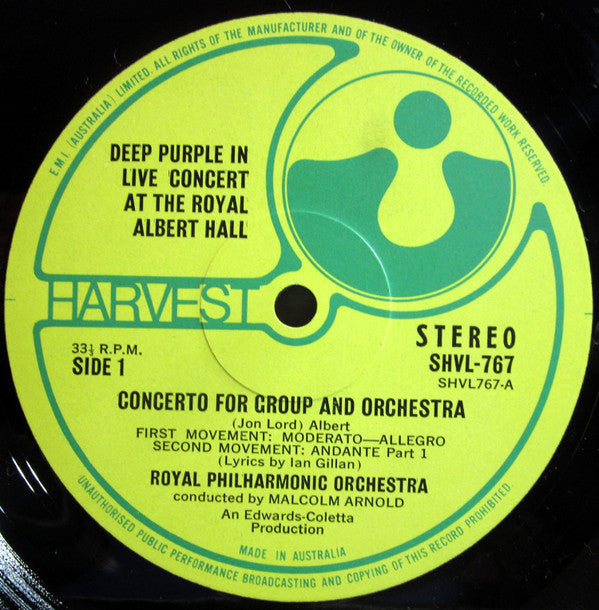 E.M.I. (AUSTRALIA) LIMITED. ALL RIGHTS OF THE MANUFACTURER AND OF THE OWNER OF THE RECORDED WORK RESERVED.
DEEP PURPLE IN
LIVE CONCERT
AT THE ROYAL
ALBERT HALL
HARVEST
33⅓ R.P.M.
SIDE 1
STEREO
SHVL-767
SHVL767-A
CONCERTO FOR GROUP AND ORCHESTRA
(Jon Lord) Albert
FIRST MOVEMENT: MODERATO—ALLEGRO
SECOND MOVEMENT: ANDANTE Part 1
(Lyrics by Ian Gillan)
ROYAL PHILHARMONIC ORCHESTRA
conducted by MALCOLM ARNOLD
An Edwards-Coletta
Production
MADE IN AUSTRALIA
UNAUTHORISED PUBLIC PERFORMANCE BROADCASTING AND COPYING OF THIS RECORD PROHIBITED.